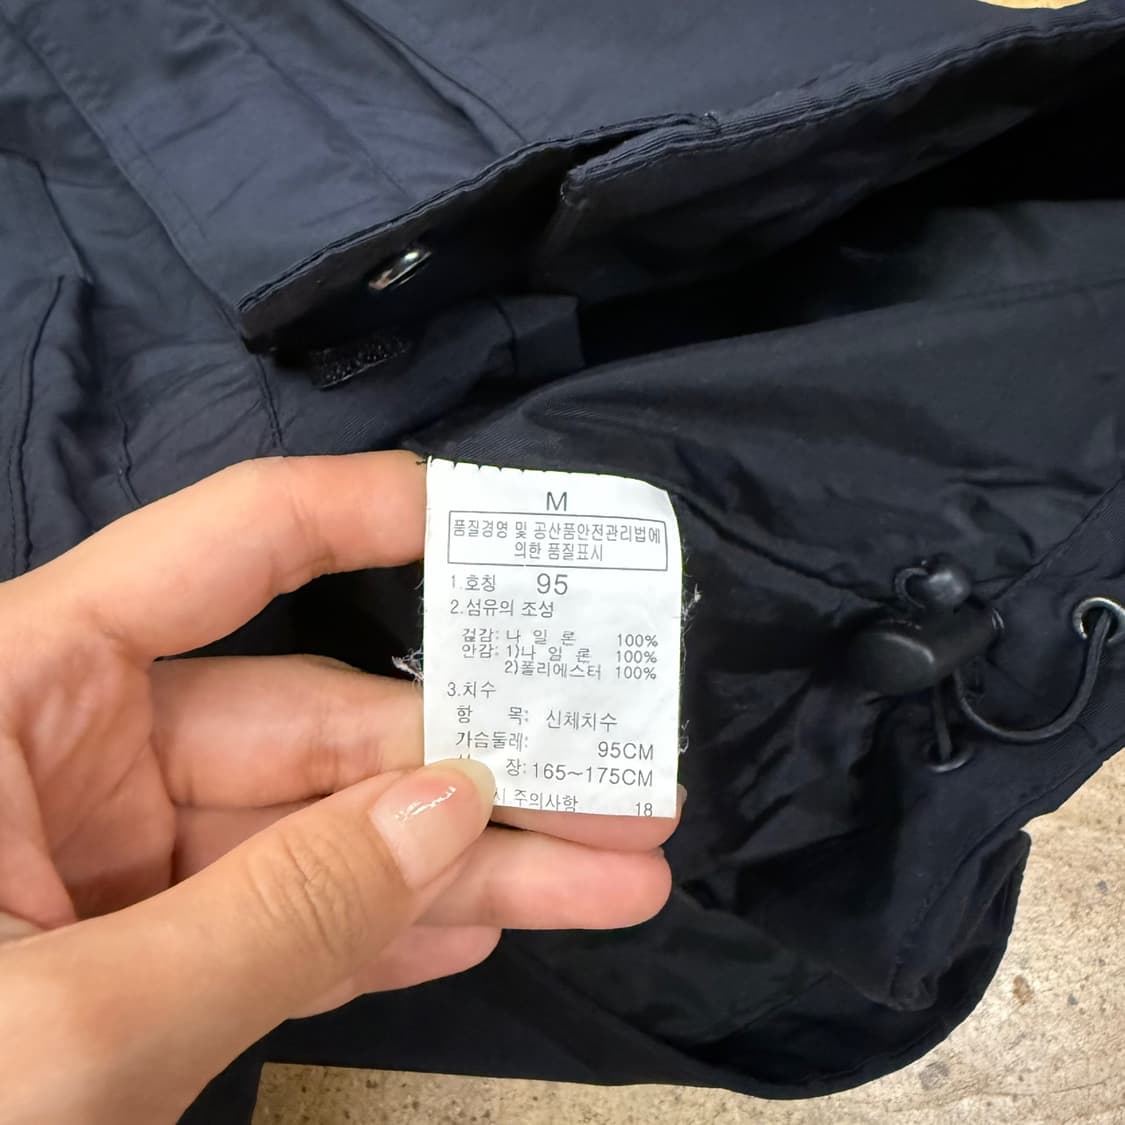 M
품질경영 및 공산품안전관리법에
의한 품질표시
1.호칭 95
2.섬유의 조성
겉감: 나 일 론 100%
안감: 1)나 일 론 100%
2)폴리에스터 100%
3.치수
항 목: 신체치수
가슴둘레: 95CM
장: 165~175CM
시 주의사항 18